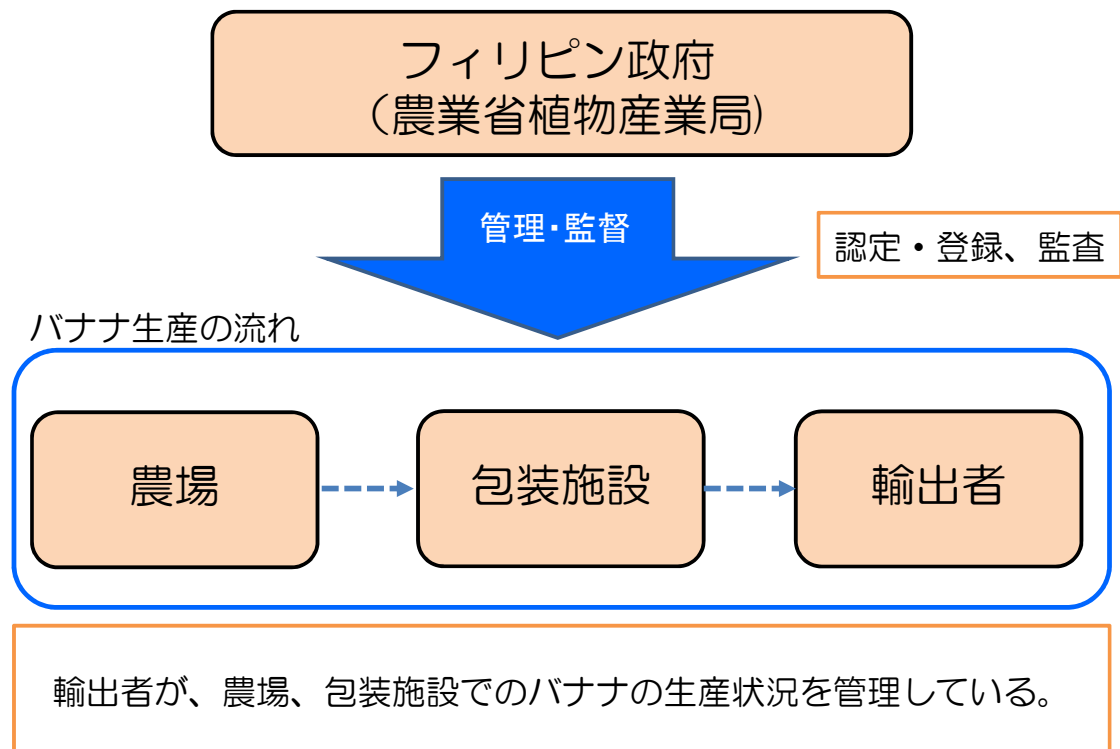 フィリピン政府
（農業省植物産業局)
管理・監督
認定・登録、監査
バナナ生産の流れ
農場
包装施設
輸出者
輸出者が、農場、包装施設でのバナナの生産状況を管理している。